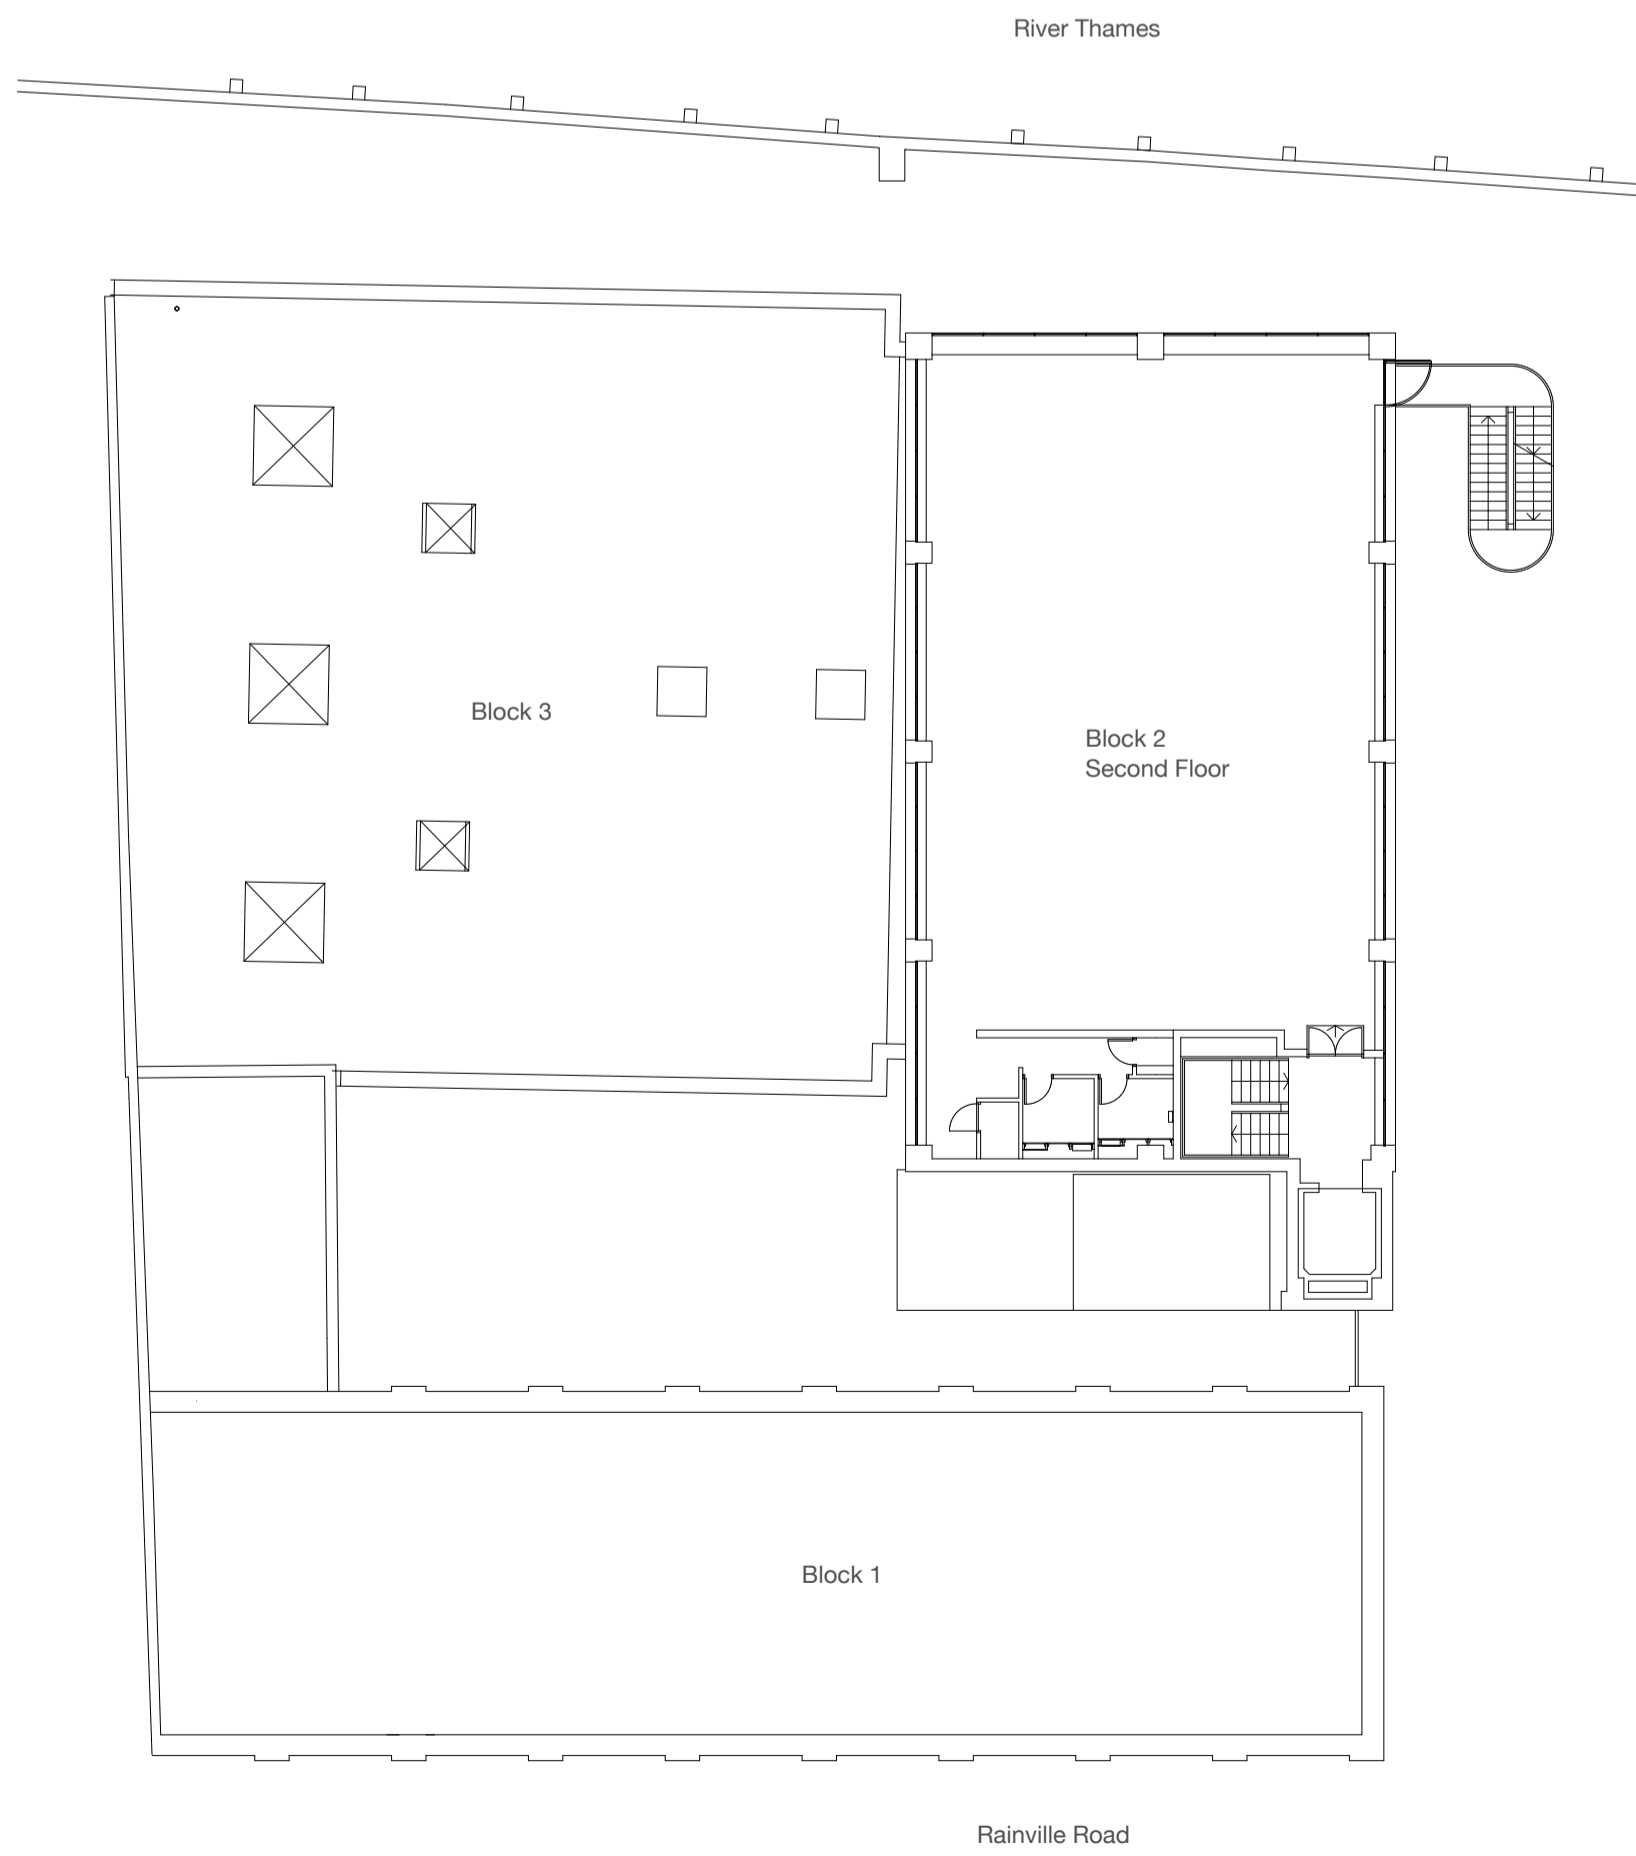 River Thames
Block 3
Block 2
Second Floor
Block 1
Rainville Road